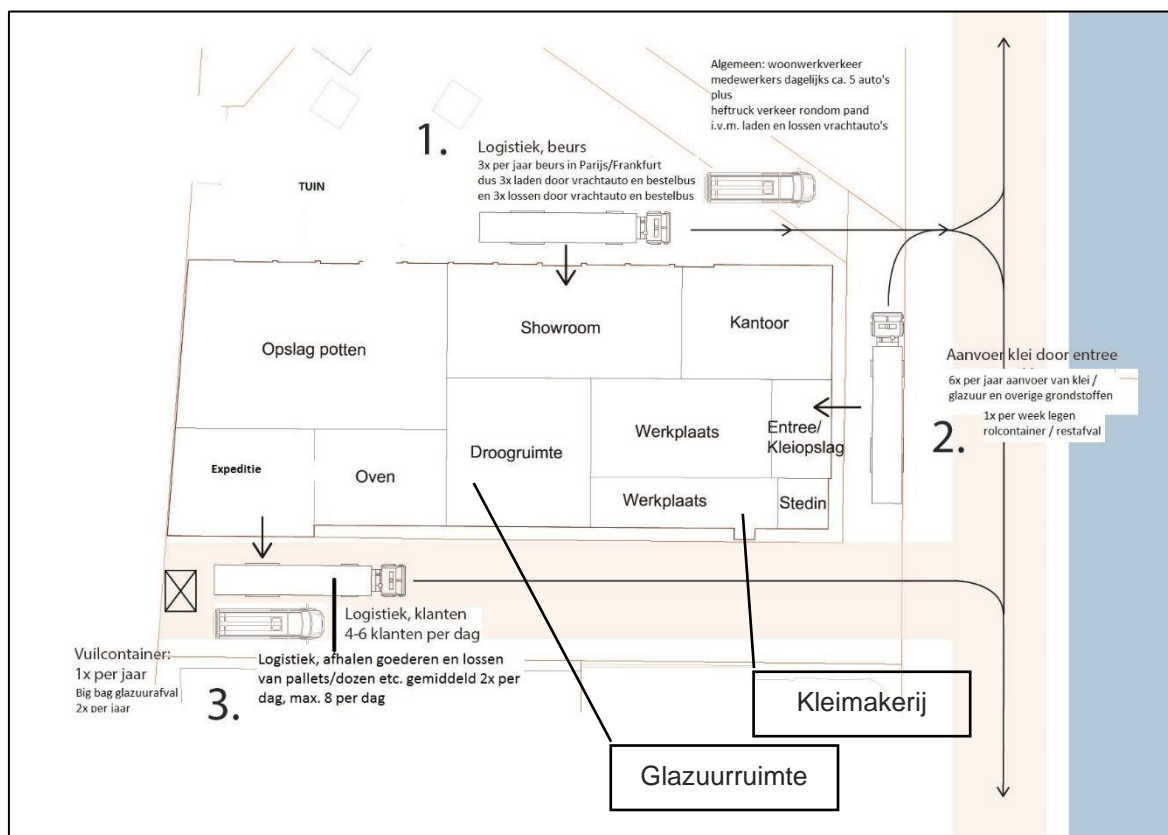 Algemeen: woonwerkverkeer
medewerkers dagelijks ca. 5 auto's
plus
heftruck verkeer rondom pand
i.v.m. laden en lossen vrachtauto's
1.
Logistiek, beurs
3x per jaar beurs in Parijs/Frankfurt
dus 3x laden door vrachtauto en bestelbus
en 3x lossen door vrachtauto en bestelbus
TUIN
Opslag potten
Showroom
Kantoor
Aanvoer klei door entree
6x per jaar aanvoer van klei /
glazuur en overige grondstoffen
2.
1x per week legen
rolcontainer / restafval
Expeditie
Oven
Droogruimte
Werkplaats
Entree/
Kleiopslag
Werkplaats
Stedin
Logistiek, klanten
4-6 klanten per dag
Vuilcontainer:
1x per jaar
Big bag glazuurafval
2x per jaar
3.
Logistiek, afhalen goederen en lossen
van pallets/dozen etc. gemiddeld 2x per
dag, max. 8 per dag
Kleimakerij
Glazuurruimte